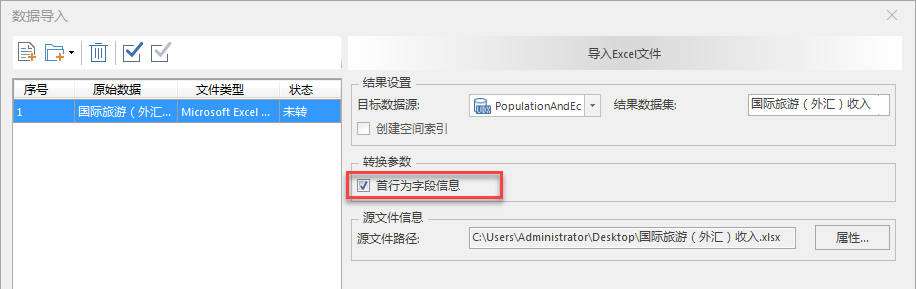 数据导入
导入Excel文件
序号 原始数据 文件类型 状态
1 国际旅游（外汇... Microsoft Excel ... 未转
结果设置
目标数据源: PopulationAndEc 结果数据集: 国际旅游（外汇）收入
创建空间索引
转换参数
首行为字段信息
源文件信息
源文件路径: C:\Users\Administrator\Desktop\国际旅游（外汇）收入.xlsx 属性...